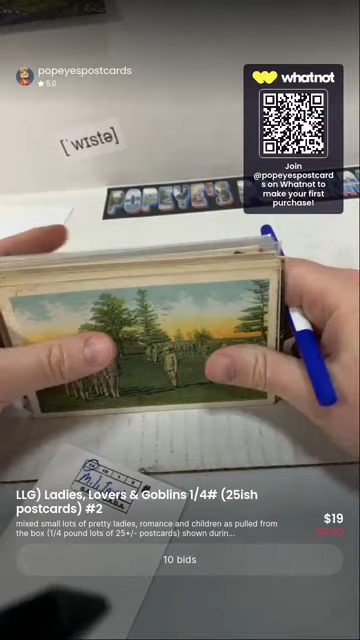 popeyespostcards
5.0
whatnot
Join
@popeyespostcard
s on Whatnot to
make your first
purchase!
['wɪstə]
POPEYE'S
LLG) Ladies, Lovers & Goblins 1/4# (25ish
postcards) #2
$19
mixed small lots of pretty ladies, romance and children as pulled from
the box (1/4 pound lots of 25+/- postcards) shown durin...
10 bids